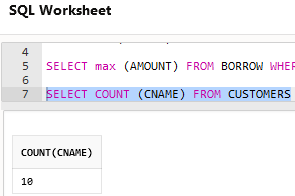 SQL Worksheet
4
5 SELECT max (AMOUNT) FROM BORROW WHER
6
7 SELECT COUNT (CNAME) FROM CUSTOMERS
COUNT(CNAME)
10